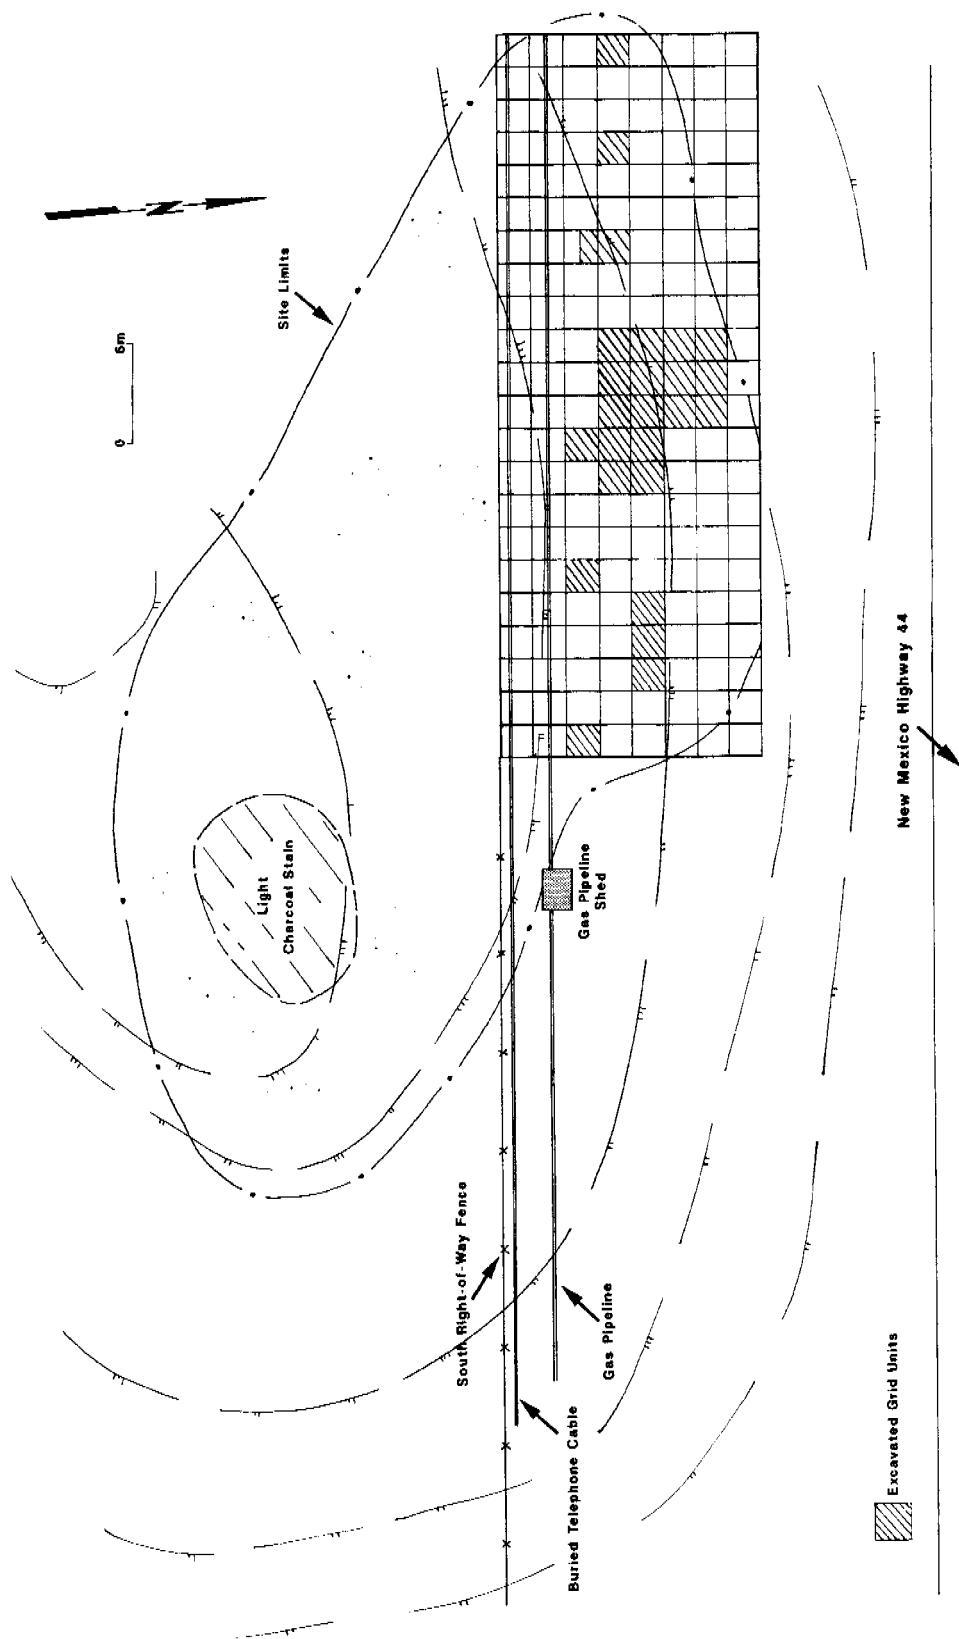 N
Site Limits
0 6m
Light
Charcoal Stain
Gas Pipeline
Shed
New Mexico Highway 44
South Right-of-Way Fence
Gas Pipeline
Buried Telephone Cable
Excavated Grid Units